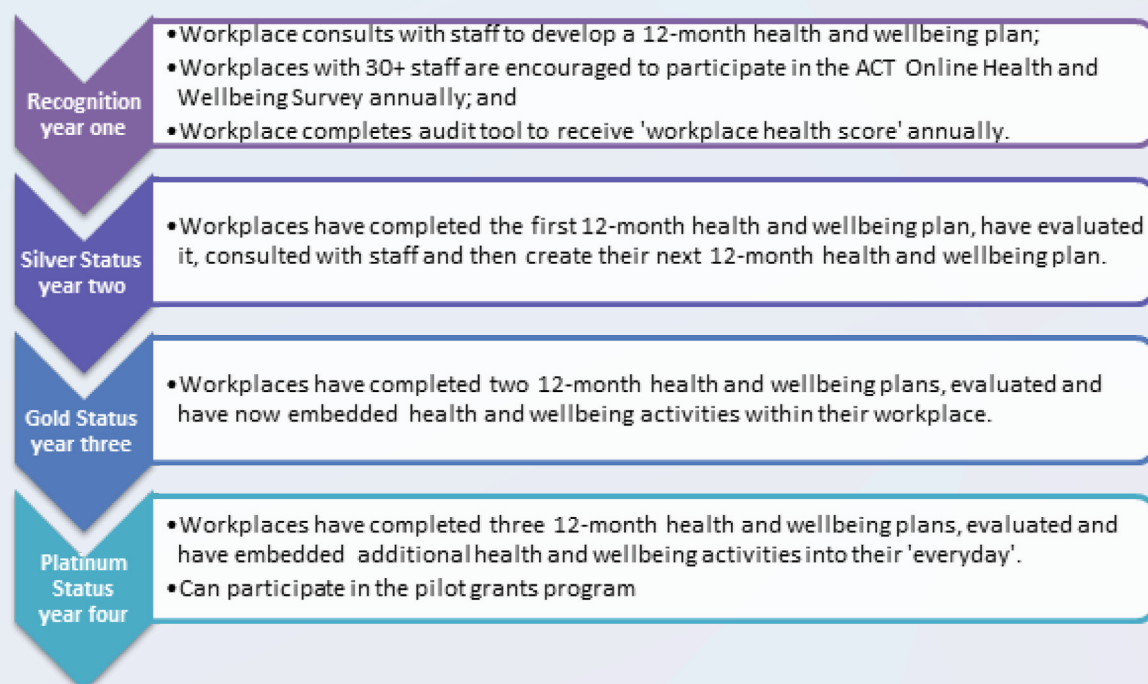 Recognition
year one
•Workplace consults with staff to develop a 12-month health and wellbeing plan;
•Workplaces with 30+ staff are encouraged to participate in the ACT Online Health and
Wellbeing Survey annually; and
•Workplace completes audit tool to receive 'workplace health score' annually.
Silver Status
year two
•Workplaces have completed the first 12-month health and wellbeing plan, have evaluated
it, consulted with staff and then create their next 12-month health and wellbeing plan.
Gold Status
year three
•Workplaces have completed two 12-month health and wellbeing plans, evaluated and
have now embedded health and wellbeing activities within their workplace.
Platinum
Status
year four
•Workplaces have completed three 12-month health and wellbeing plans, evaluated and
have embedded additional health and wellbeing activities into their 'everyday'.
•Can participate in the pilot grants program